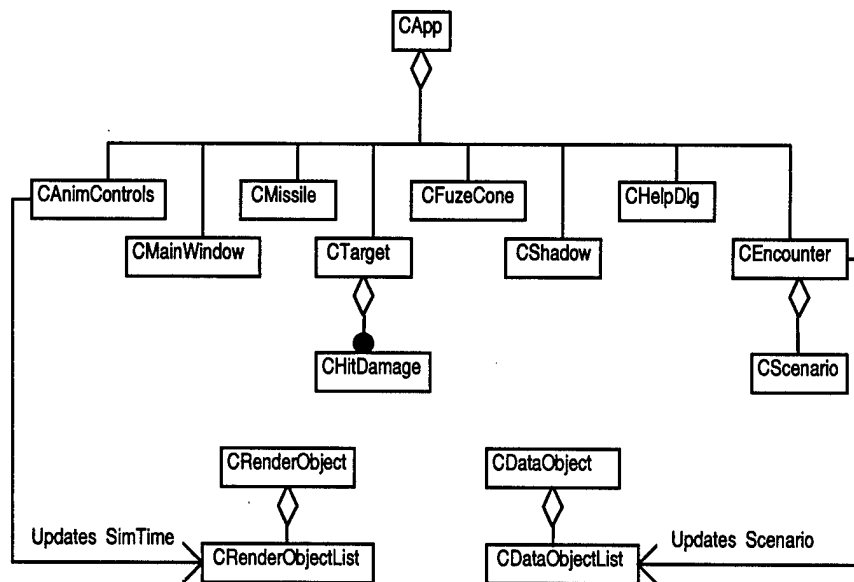 CApp
CAnimControls
CMissile
CFuzeCone
CHelpDlg
CMainWindow
CTarget
CShadow
CEncounter
CHitDamage
CScenario
CRenderObject
CDataObject
Updates SimTime
CRenderObjectList
CDataObjectList
Updates Scenario